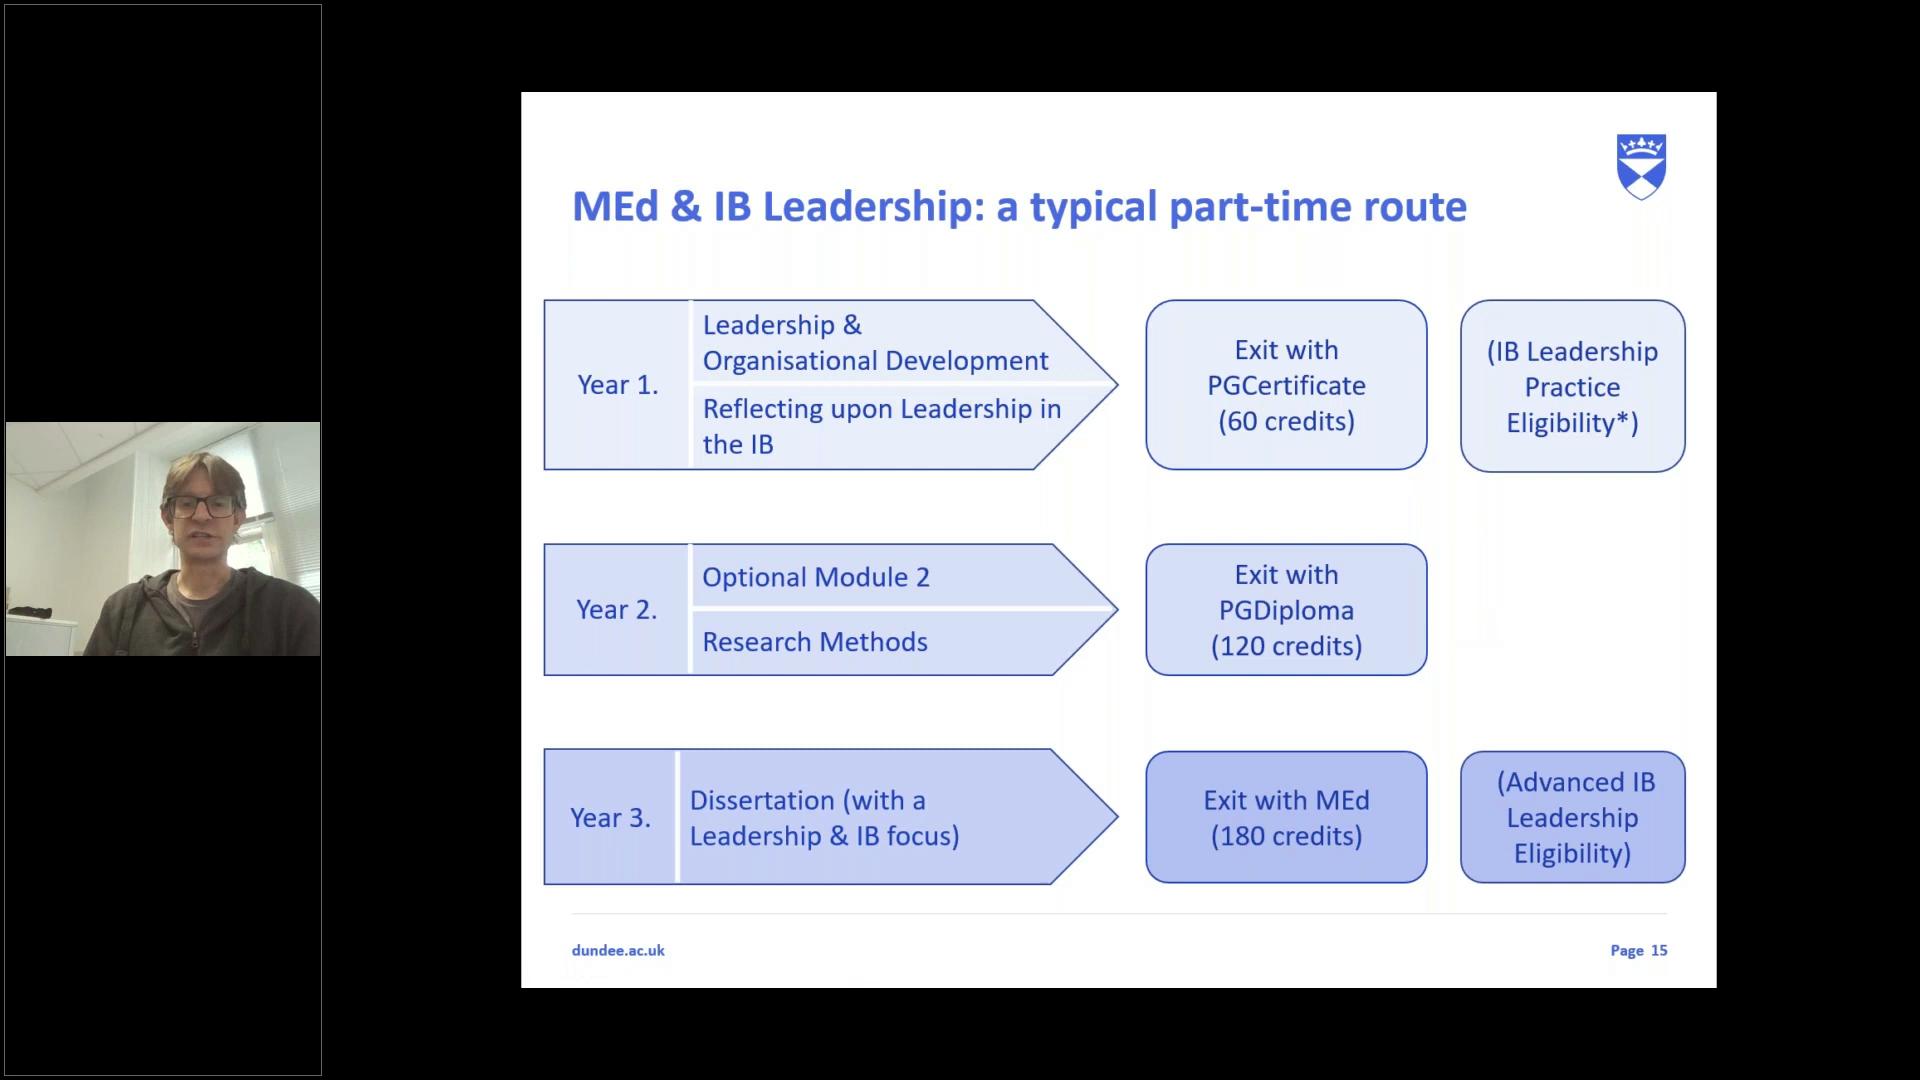 MEd & IB Leadership: a typical part-time route
Year 1.
Leadership &
Organisational Development
Reflecting upon Leadership in
the IB
Exit with
PGCertificate
(60 credits)
(IB Leadership
Practice
Eligibility*)
Year 2.
Optional Module 2
Research Methods
Exit with
PGDiploma
(120 credits)
Year 3.
Dissertation (with a
Leadership & IB focus)
Exit with MEd
(180 credits)
(Advanced IB
Leadership
Eligibility)
dundee.ac.uk
Page 15